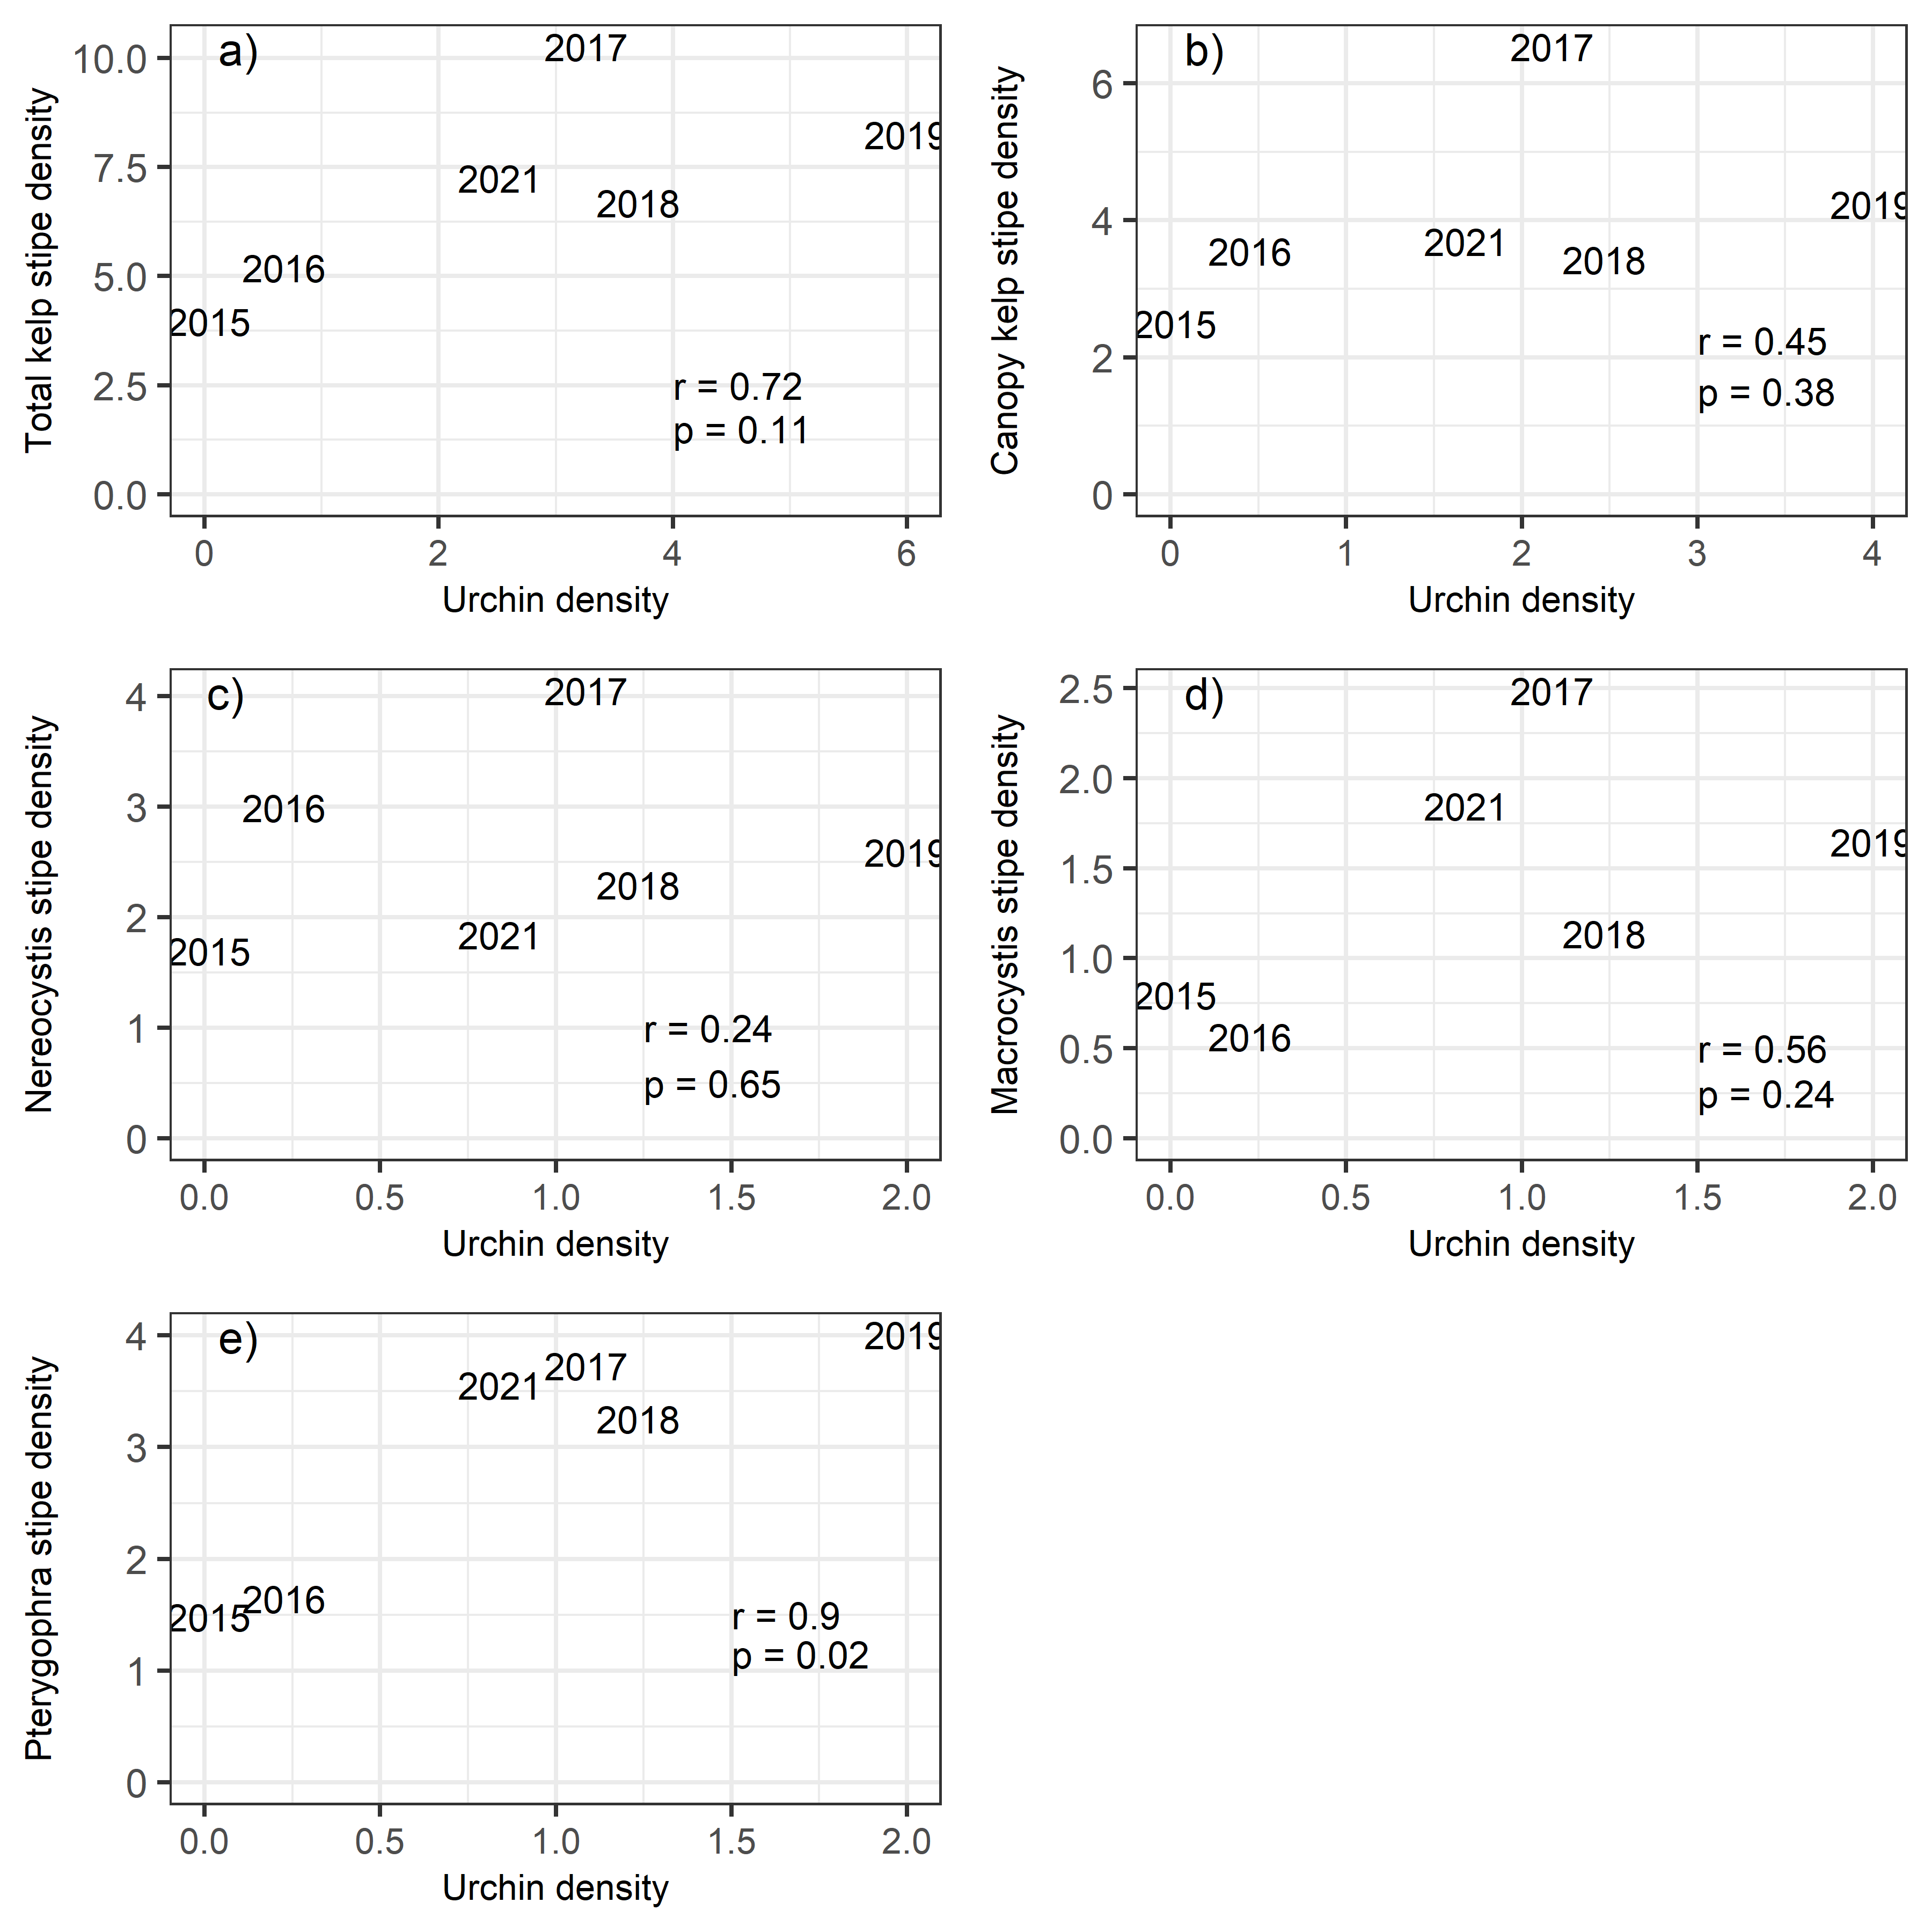 a)
Total kelp stipe density
10.0
7.5
5.0
2.5
0.0
2017
2019
2021
2018
2016
2015
r = 0.72
p = 0.11
0 2 4 6
Urchin density
b)
Canopy kelp stipe density
6
4
2
0
2017
2019
2021
2016
2018
2015
r = 0.45
p = 0.38
0 1 2 3 4
Urchin density
c)
Nereocystis stipe density
4
3
2
1
0
2017
2016
2019
2018
2021
2015
r = 0.24
p = 0.65
0.0 0.5 1.0 1.5 2.0
Urchin density
d)
Macrocystis stipe density
2.5
2.0
1.5
1.0
0.5
0.0
2017
2021
2019
2018
2015
2016
r = 0.56
p = 0.24
0.0 0.5 1.0 1.5 2.0
Urchin density
e)
Pterygophra stipe density
4
3
2
1
0
2019
2017
2021
2018
2016
2015
r = 0.9
p = 0.02
0.0 0.5 1.0 1.5 2.0
Urchin density